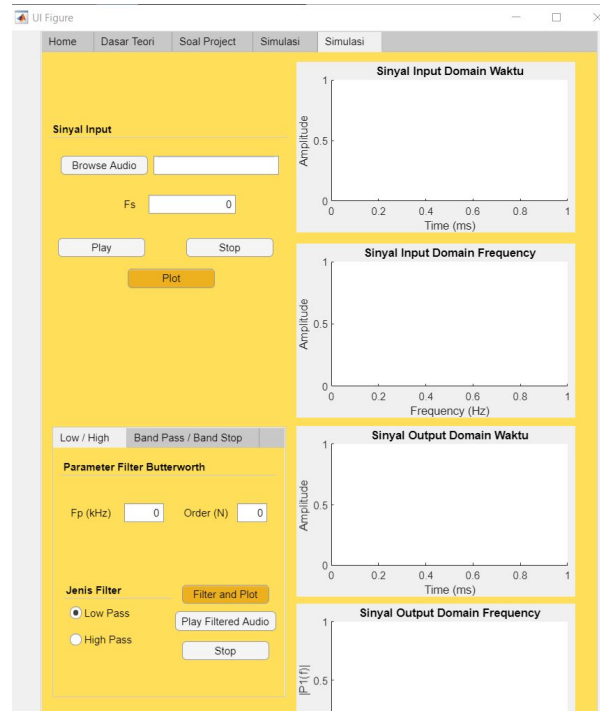 UI Figure
Home Dasar Teori Soal Project Simulasi Simulasi
Sinyal Input
Browse Audio
Fs 0
Play Stop
Plot
Low / High Band Pass / Band Stop
Parameter Filter Butterworth
Fp (kHz) 0 Order (N) 0
Jenis Filter
Low Pass
High Pass
Filter and Plot
Play Filtered Audio
Stop
Sinyal Input Domain Waktu
Amplitude
1
0.5
0
0 0.2 0.4 0.6 0.8 1
Time (ms)
Sinyal Input Domain Frequency
Amplitude
1
0.5
0
0 0.2 0.4 0.6 0.8 1
Frequency (Hz)
Sinyal Output Domain Waktu
Amplitude
1
0.5
0
0 0.2 0.4 0.6 0.8 1
Time (ms)
Sinyal Output Domain Frequency
|P1(f)|
1
0.5